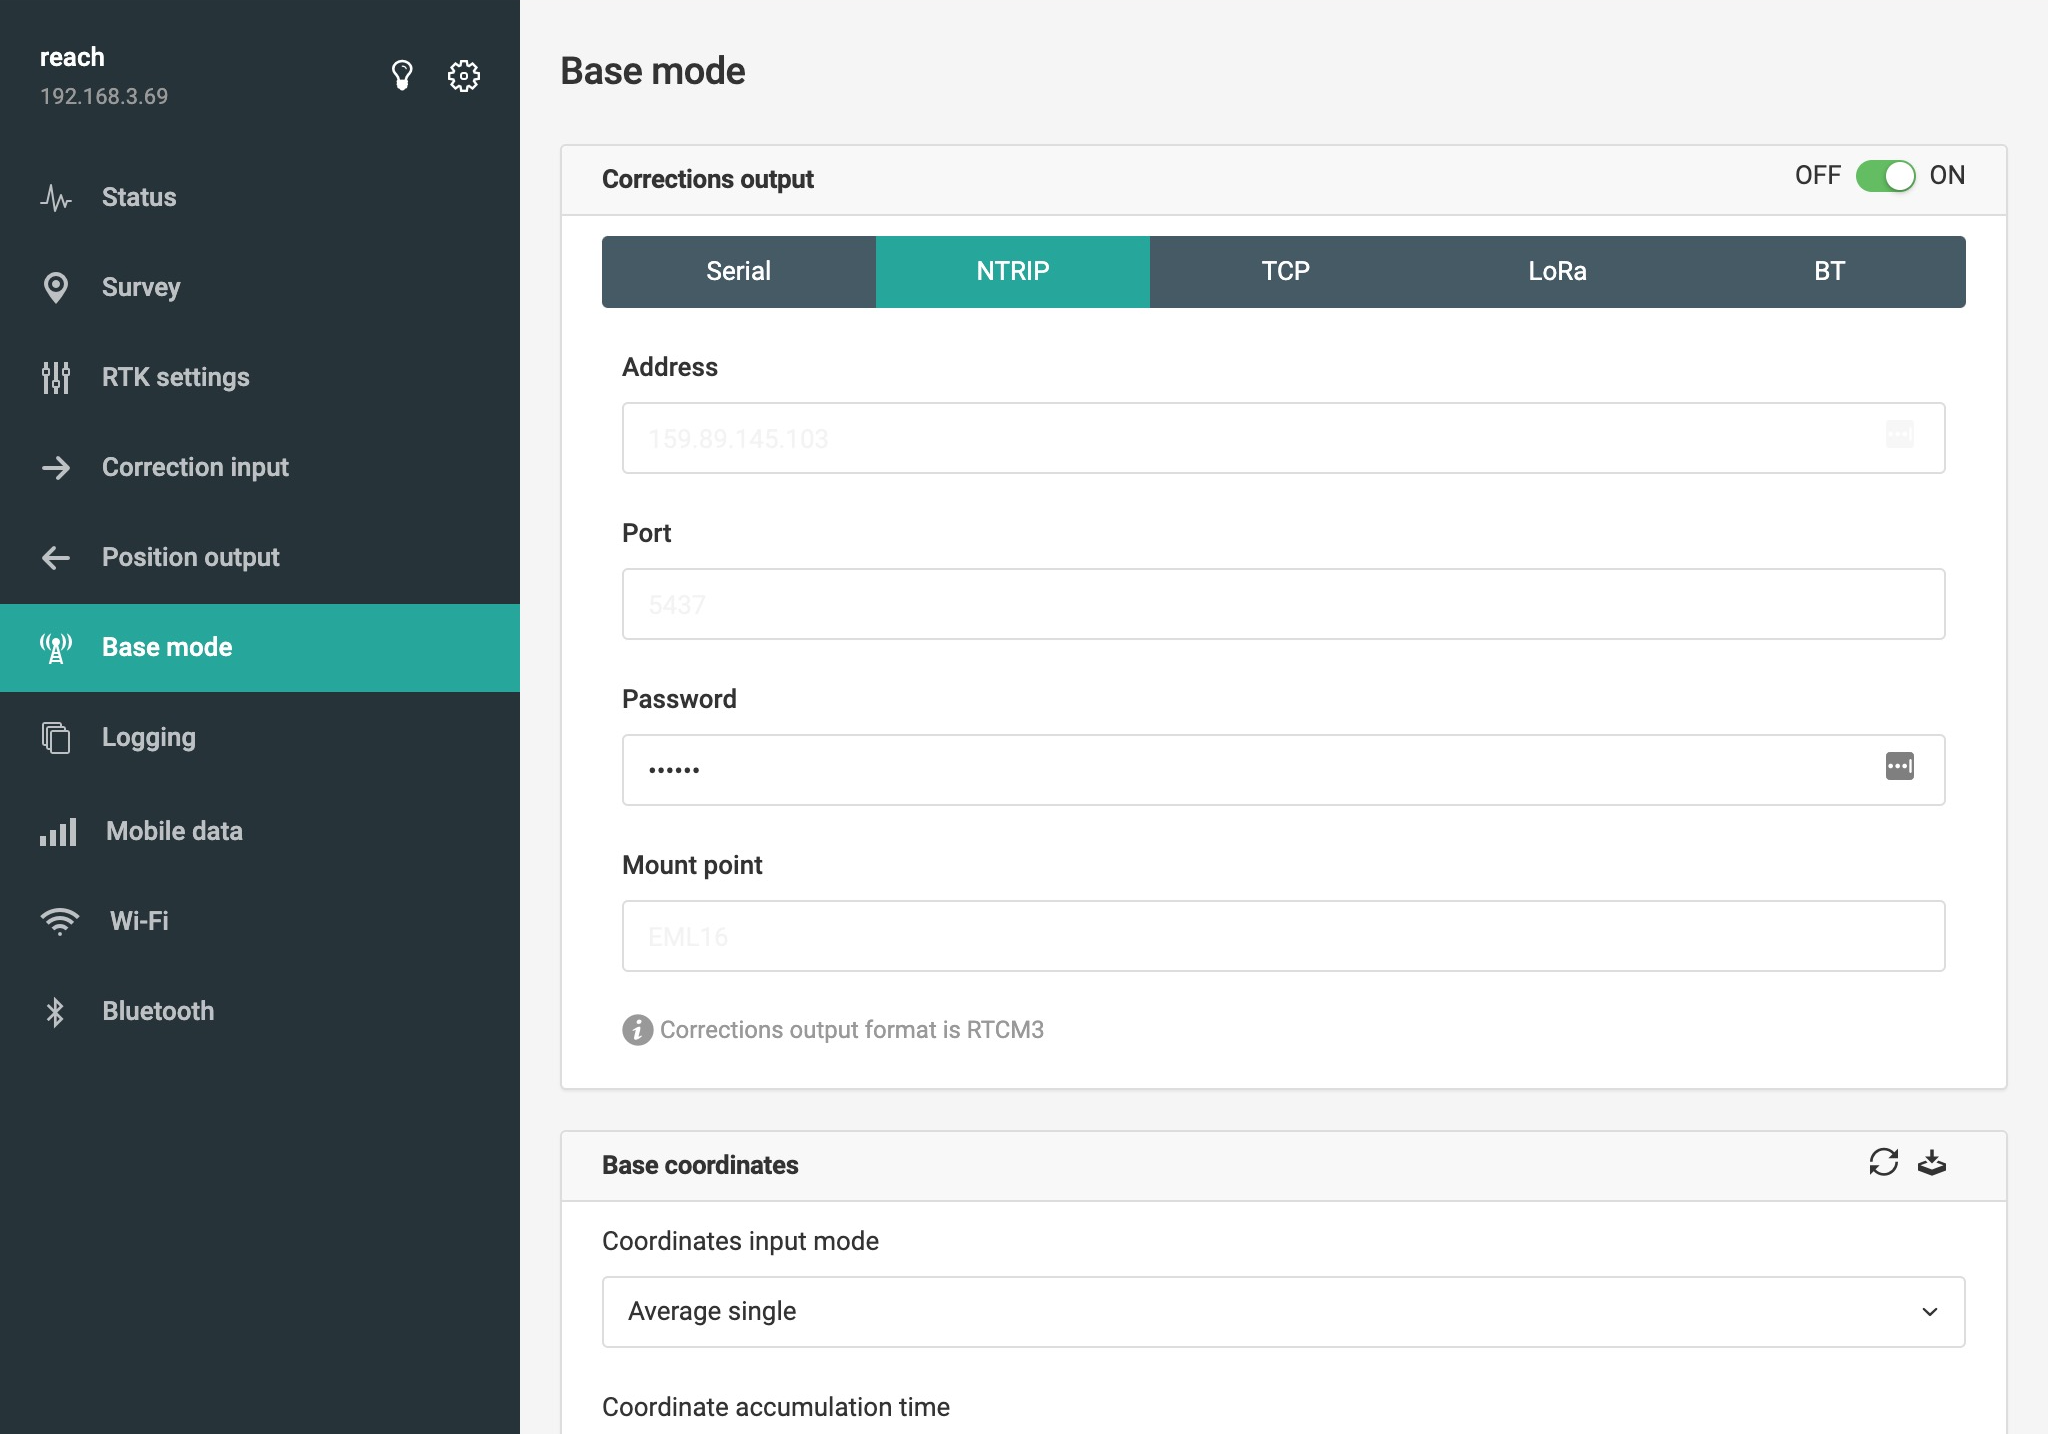 reach
192.168.3.69
Status
Survey
RTK settings
Correction input
Position output
Base mode
Logging
Mobile data
Wi-Fi
Bluetooth
Base mode
Corrections output
OFF ON
Serial NTRIP TCP LoRa BT
Address
159.89.145.103
Port
5437
Password
••••••
Mount point
EML16
Corrections output format is RTCM3
Base coordinates
Coordinates input mode
Average single
Coordinate accumulation time